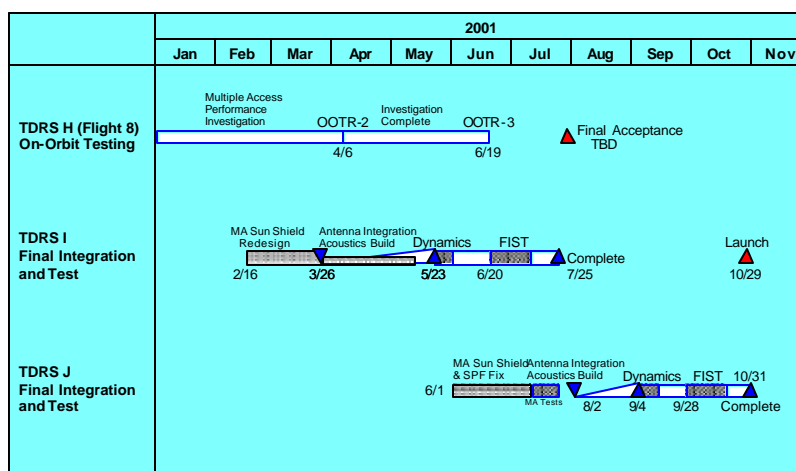 2001
Jan Feb Mar Apr May Jun Jul Aug Sep Oct Nov
TDRS H (Flight 8)
On-Orbit Testing
Multiple Access
Performance
Investigation
OOTR-2
Investigation
Complete
OOTR-3
4/6
6/19
Final Acceptance
TBD
TDRS I
Final Integration
and Test
MA Sun Shield
Redesign
Antenna Integration
Acoustics Build
Dynamics
FIST
Complete
Launch
2/16
3/26
5/23
6/20
7/25
10/29
TDRS J
Final Integration
and Test
6/1
MA Sun Shield
& SPF Fix
MA Tests
Antenna Integration
Acoustics Build
Dynamics
FIST
10/31
8/2
9/4
9/28
Complete